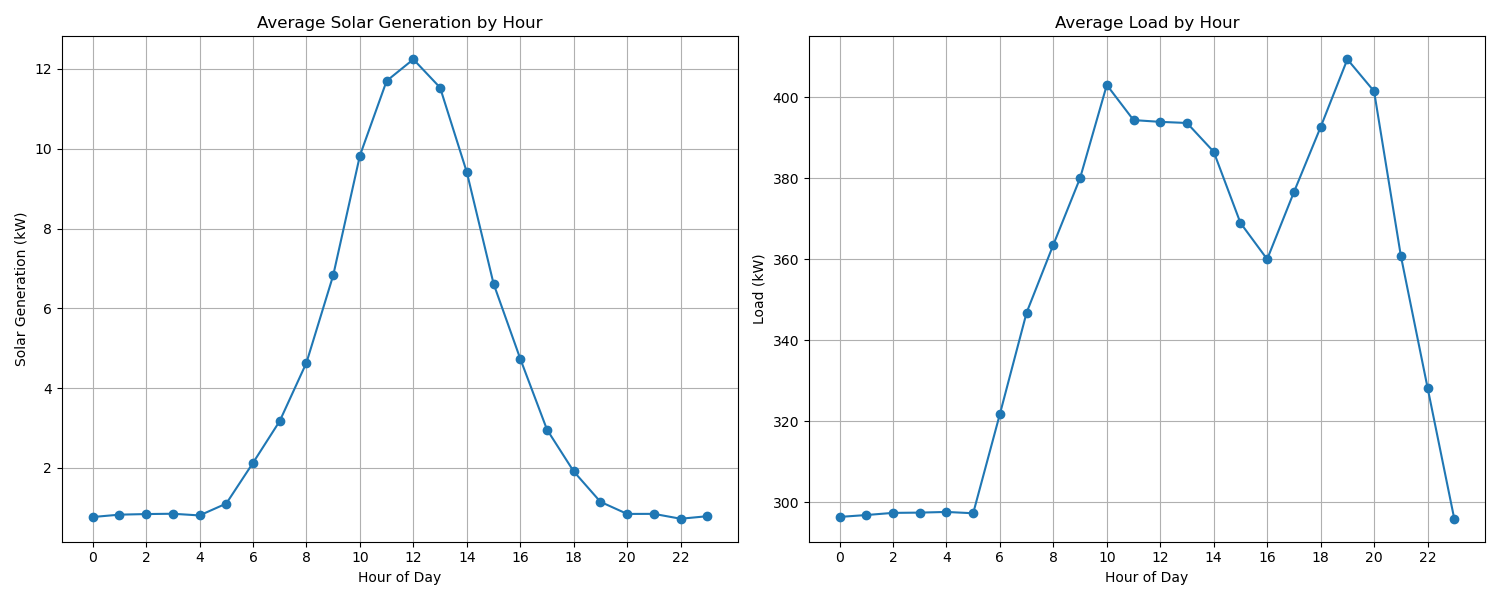 Average Solar Generation by Hour
Solar Generation (kW)
12
10
8
6
4
2
0 2 4 6 8 10 12 14 16 18 20 22
Hour of Day
Average Load by Hour
Load (kW)
400
380
360
340
320
300
0 2 4 6 8 10 12 14 16 18 20 22
Hour of Day